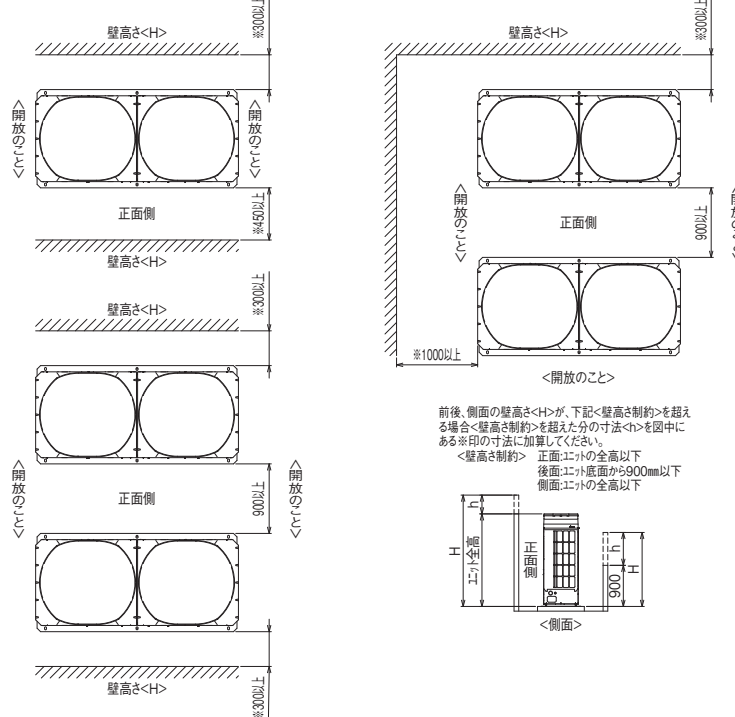 ※300以上
壁高さ<H>
<開放のこと>
<開放のこと>
正面側
※450以上
壁高さ<H>
※300以上
壁高さ<H>
<開放のこと>
正面側
900以上
<開放のこと>
壁高さ<H>
※300以上
※300以上
壁高さ<H>
<開放のこと>
正面側
900以上
※1000以上
<開放のこと>
前後、側面の壁高さ<H>が、下記<壁高さ制約>を超え
る場合<壁高さ制約>を超えた分の寸法<h>を図中に
ある※印の寸法に加算してください。
<壁高さ制約> 正面:ユニットの全高以下
後面:ユニット底面から900mm以下
側面:ユニットの全高以下
h
H
ユニット全高
正面側
h
900
H
<側面>